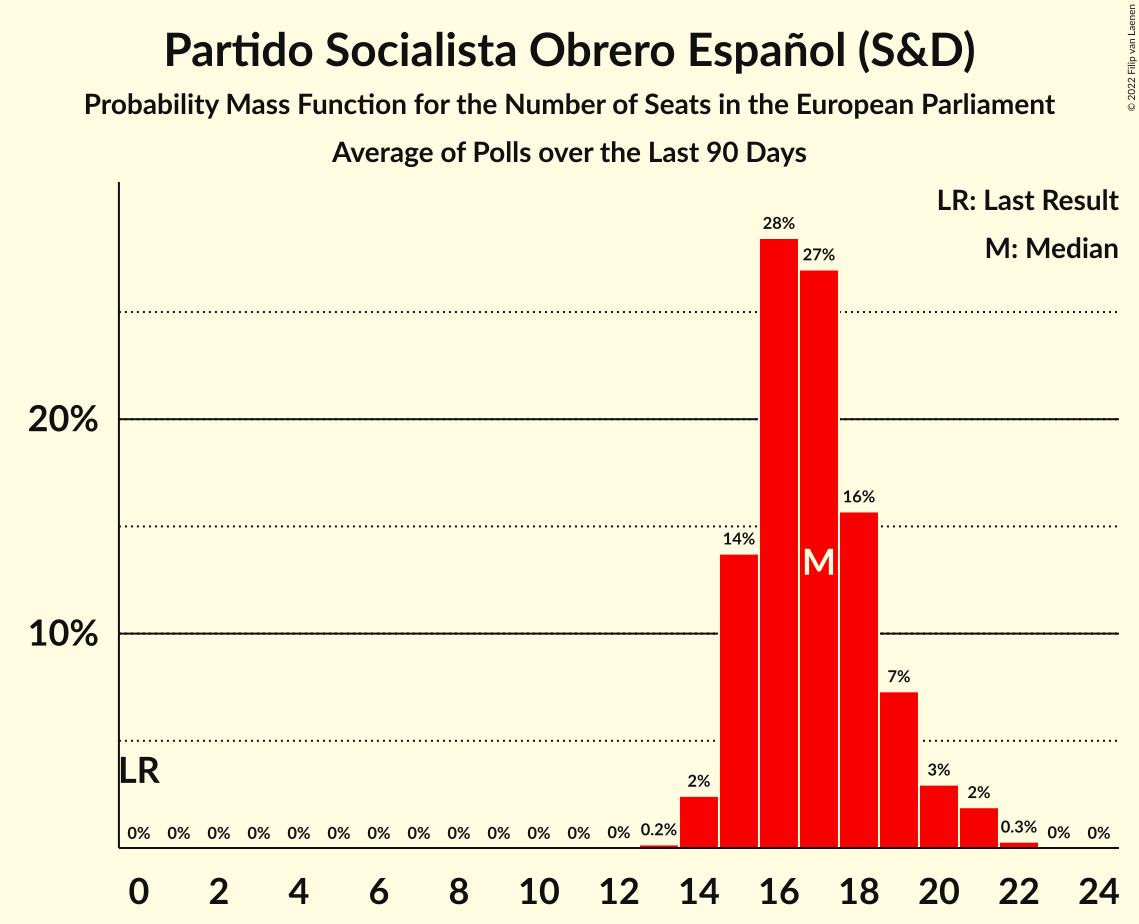 Partido Socialista Obrero Español (S&D)
Probability Mass Function for the Number of Seats in the European Parliament
Average of Polls over the Last 90 Days
© 2022 Filip van Laenen
LR: Last Result
M: Median
28%
27%
20%
16%
14%
M
10%
7%
LR
3%
2%
2%
0% 0% 0% 0% 0% 0% 0% 0% 0% 0% 0% 0% 0% 0.2% 0.3% 0% 0%
0 2 4 6 8 10 12 14 16 18 20 22 24